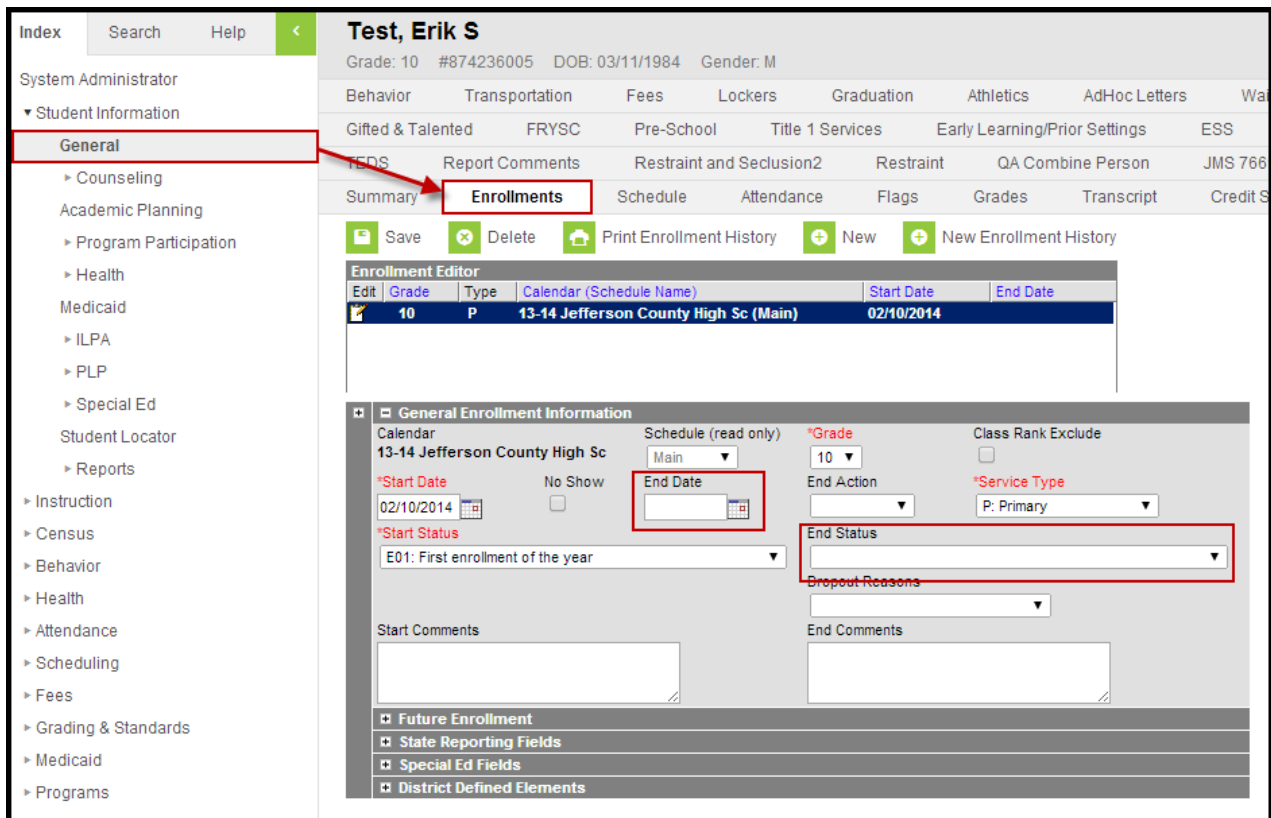 Index Search Help <
System Administrator
Student Information
General
Counseling
Academic Planning
Program Participation
Health
Medicaid
ILPA
PLP
Special Ed
Student Locator
Reports
Instruction
Census
Behavior
Health
Attendance
Scheduling
Fees
Grading & Standards
Medicaid
Programs
Test, Erik S
Grade: 10 #874236005 DOB: 03/11/1984 Gender: M
Behavior Transportation Fees Lockers Graduation Athletics AdHoc Letters Wai
Gifted & Talented FRYSC Pre-School Title 1 Services Early Learning/Prior Settings ESS
TEDS Report Comments Restraint and Seclusion2 Restraint QA Combine Person JMS 766
Summary Enrollments Schedule Attendance Flags Grades Transcript Credit S
Save Delete Print Enrollment History New New Enrollment History
Enrollment Editor
Edit Grade Type Calendar (Schedule Name) Start Date End Date
10 P 13-14 Jefferson County High Sc (Main) 02/10/2014
General Enrollment Information
Calendar Schedule (read only) *Grade Class Rank Exclude
13-14 Jefferson County High Sc Main 10
*Start Date No Show End Date End Action *Service Type
02/10/2014 P: Primary
*Start Status End Status
E01: First enrollment of the year
Dropout Reasons
Start Comments End Comments
Future Enrollment
State Reporting Fields
Special Ed Fields
District Defined Elements